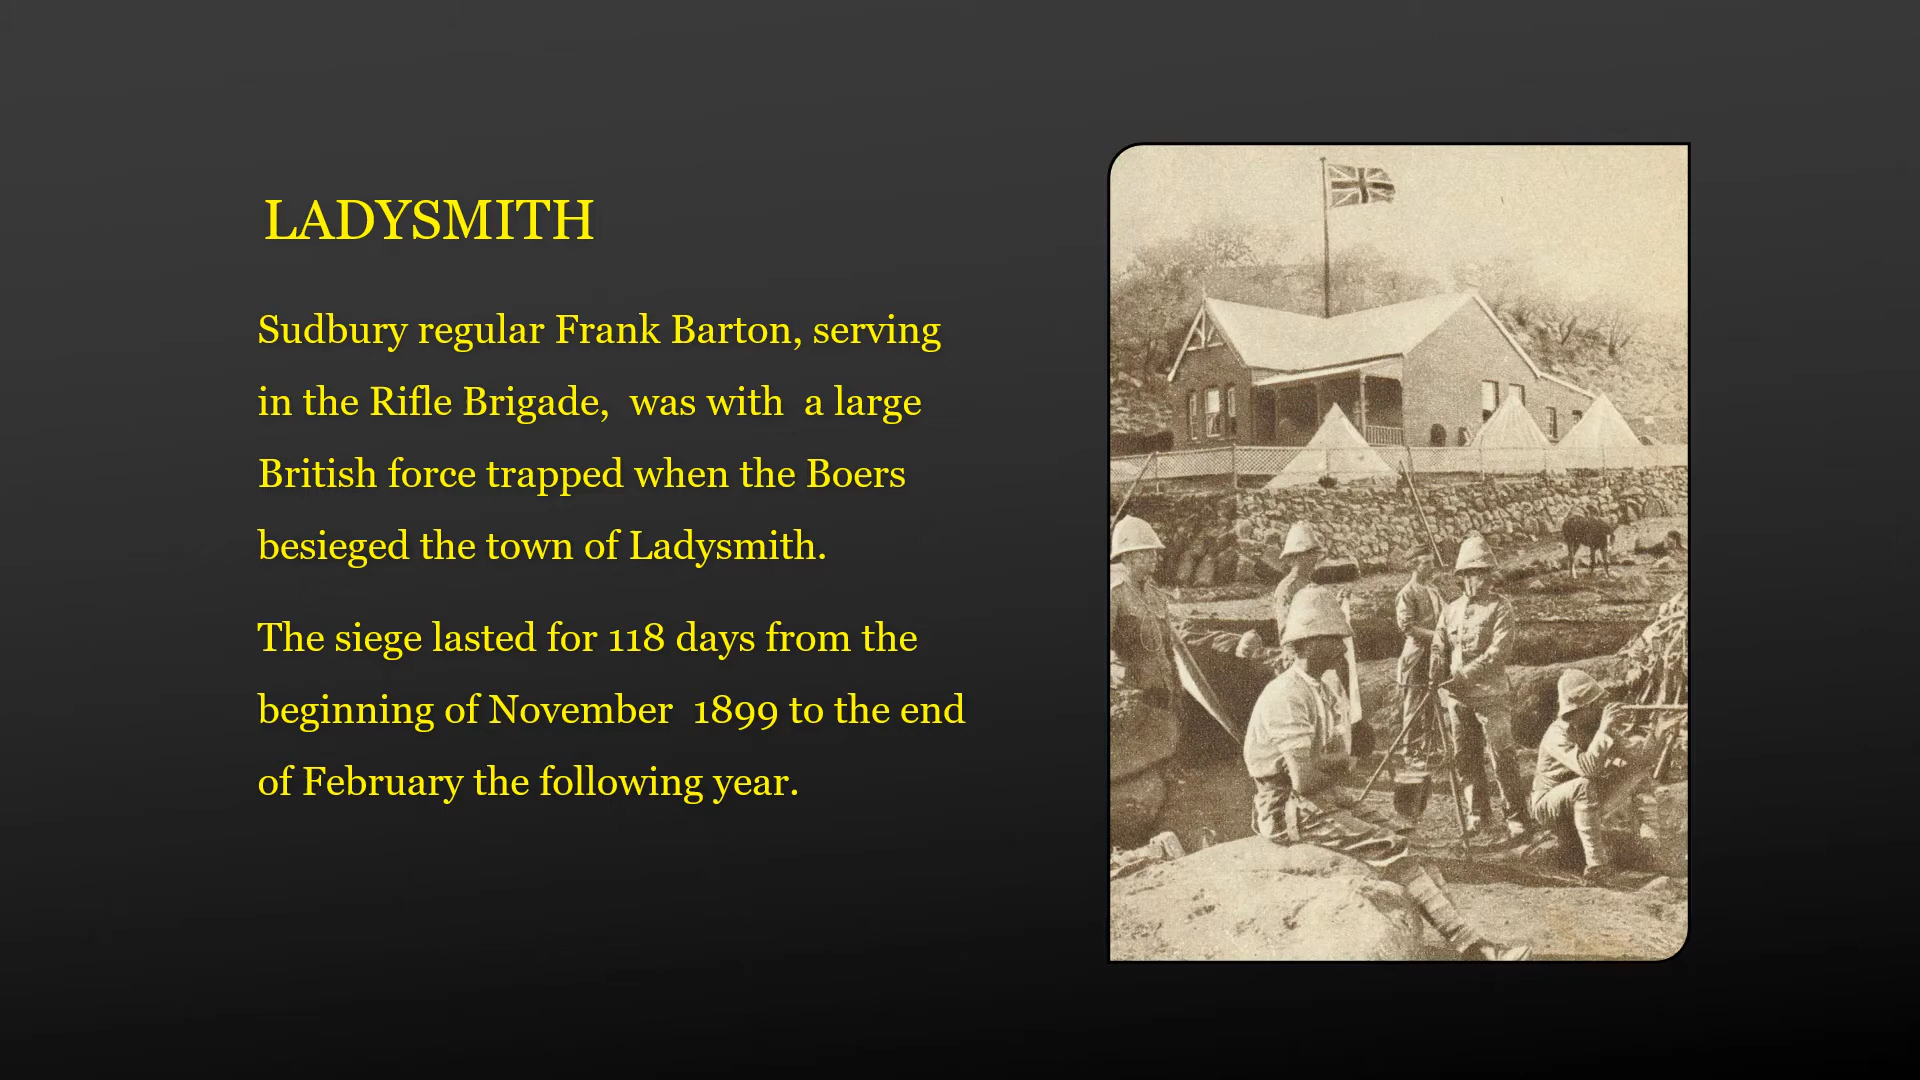 LADYSMITH
Sudbury regular Frank Barton, serving
in the Rifle Brigade,  was with  a large
British force trapped when the Boers
besieged the town of Ladysmith.
The siege lasted for 118 days from the
beginning of November  1899 to the end
of February the following year.